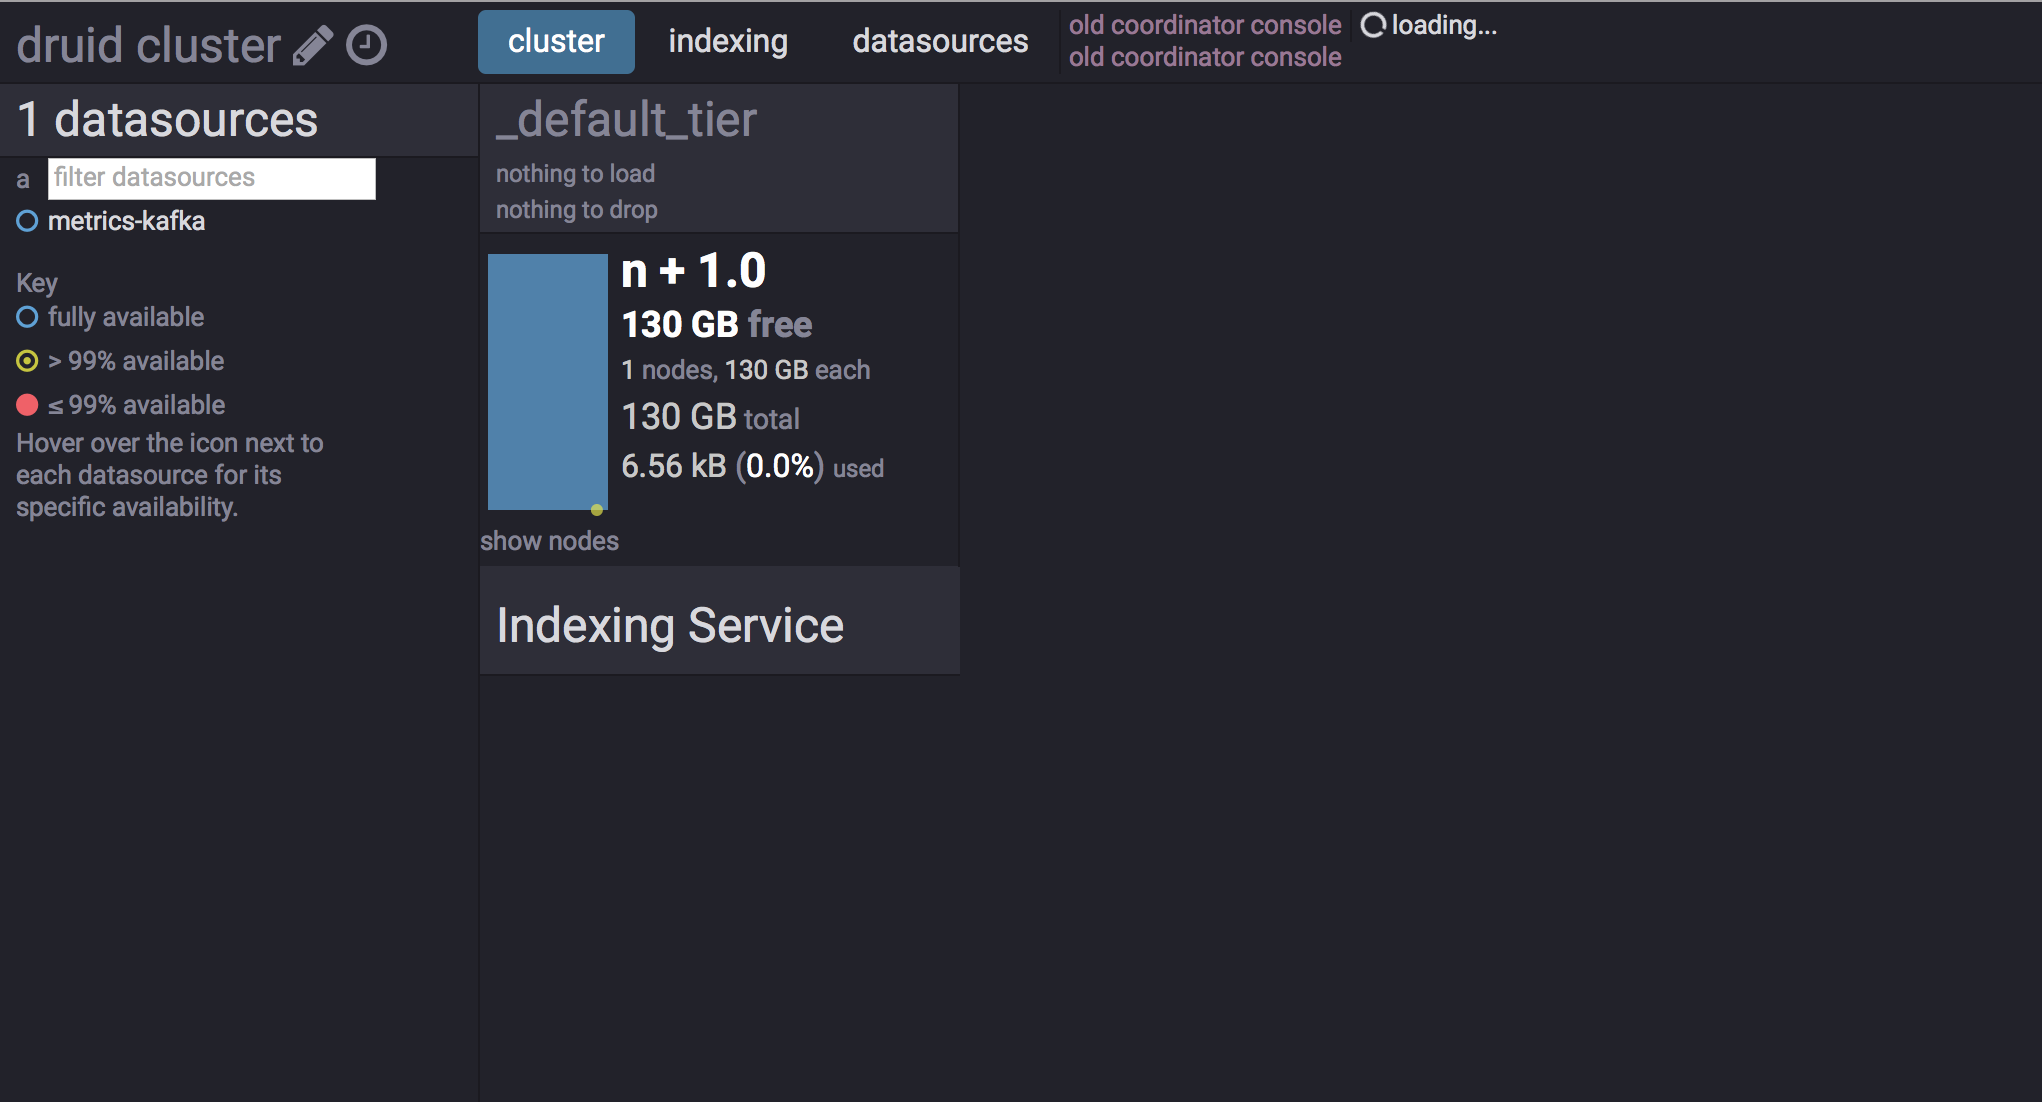 druid cluster
cluster indexing datasources
old coordinator console
old coordinator console
loading...
1 datasources
a filter datasources
metrics-kafka
Key
fully available
> 99% available
≤ 99% available
Hover over the icon next to
each datasource for its
specific availability.
_default_tier
nothing to load
nothing to drop
n + 1.0
130 GB free
1 nodes, 130 GB each
130 GB total
6.56 kB (0.0%) used
show nodes
Indexing Service